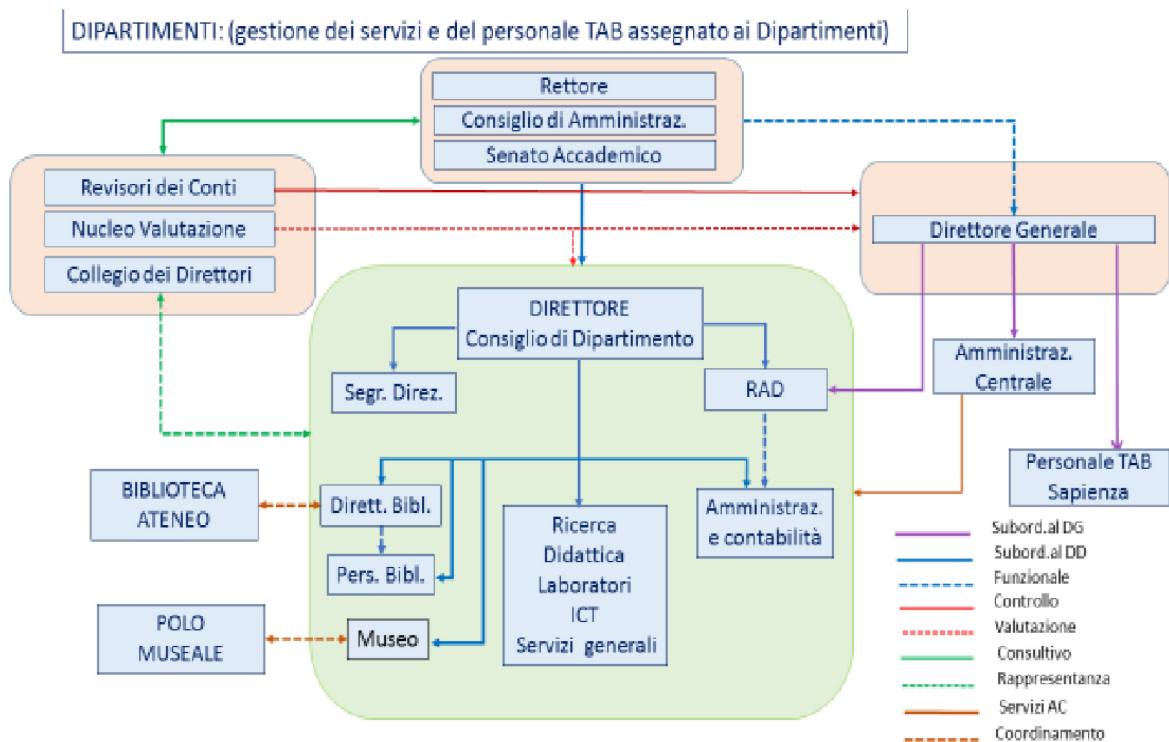 DIPARTIMENTI: (gestione dei servizi e del personale TAB assegnato ai Dipartimenti)
Rettore
Consiglio di Amministraz.
Senato Accademico
Revisori dei Conti
Nucleo Valutazione
Collegio dei Direttori
Direttore Generale
DIRETTORE
Consiglio di Dipartimento
Segr. Direz.
RAD
Amministraz.
Centrale
BIBLIOTECA
ATENEO
Dirett. Bibl.
Pers. Bibl.
Ricerca
Didattica
Laboratori
ICT
Servizi generali
Amministraz.
e contabilità
Personale TAB
Sapienza
POLO
MUSEALE
Museo
Subord.al DG
Subord.al DD
Funzionale
Controllo
Valutazione
Consultivo
Rappresentanza
Servizi AC
Coordinamento